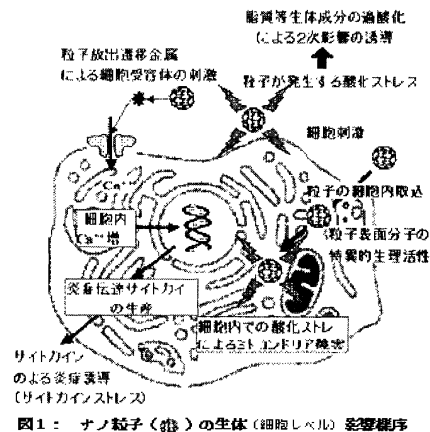 脂質等生体成分の過酸化
による2次影響の誘導
粒子放出遷移金属
による細胞受容体の刺激
粒子が発生する酸化ストレス
細胞刺激
粒子の細胞内取込
粒子表面分子の
特異的生理活性
Ca⁺⁺
細胞内
Ca⁺⁺増
炎症伝達サイトカイ
の生産
細胞内での酸化ストレ
によるミトコンドリア障害
サイトカイン
のよる炎症誘導
(サイトカインストレス)
図1: ナノ粒子( )の生体(細胞レベル)影響機序